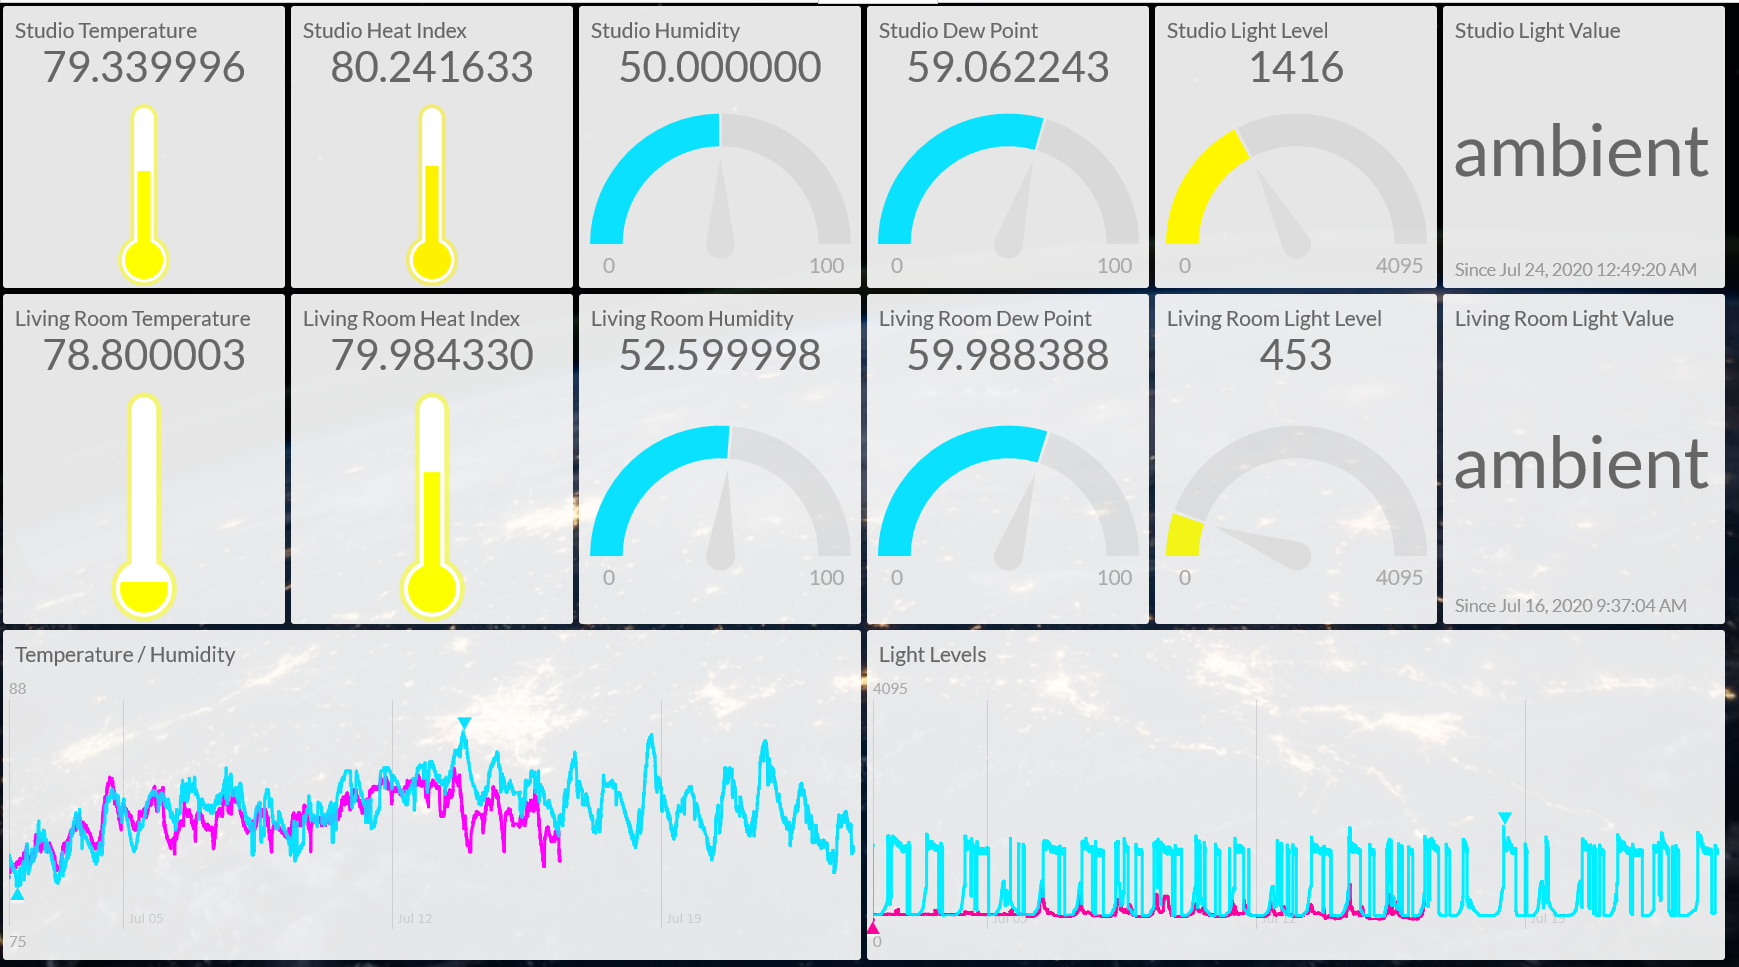 Studio Temperature
79.339996
Studio Heat Index
80.241633
Studio Humidity
50.000000
0
100
Studio Dew Point
59.062243
0
100
Studio Light Level
1416
0
4095
Studio Light Value
ambient
Since Jul 24, 2020 12:49:20 AM
Living Room Temperature
78.800003
Living Room Heat Index
79.984330
Living Room Humidity
52.599998
0
100
Living Room Dew Point
59.988388
0
100
Living Room Light Level
453
0
4095
Living Room Light Value
ambient
Since Jul 16, 2020 9:37:04 AM
Temperature / Humidity
88
Jul 05
Jul 12
Jul 19
75
Light Levels
4095
Jul 05
Jul 12
Jul 19
0